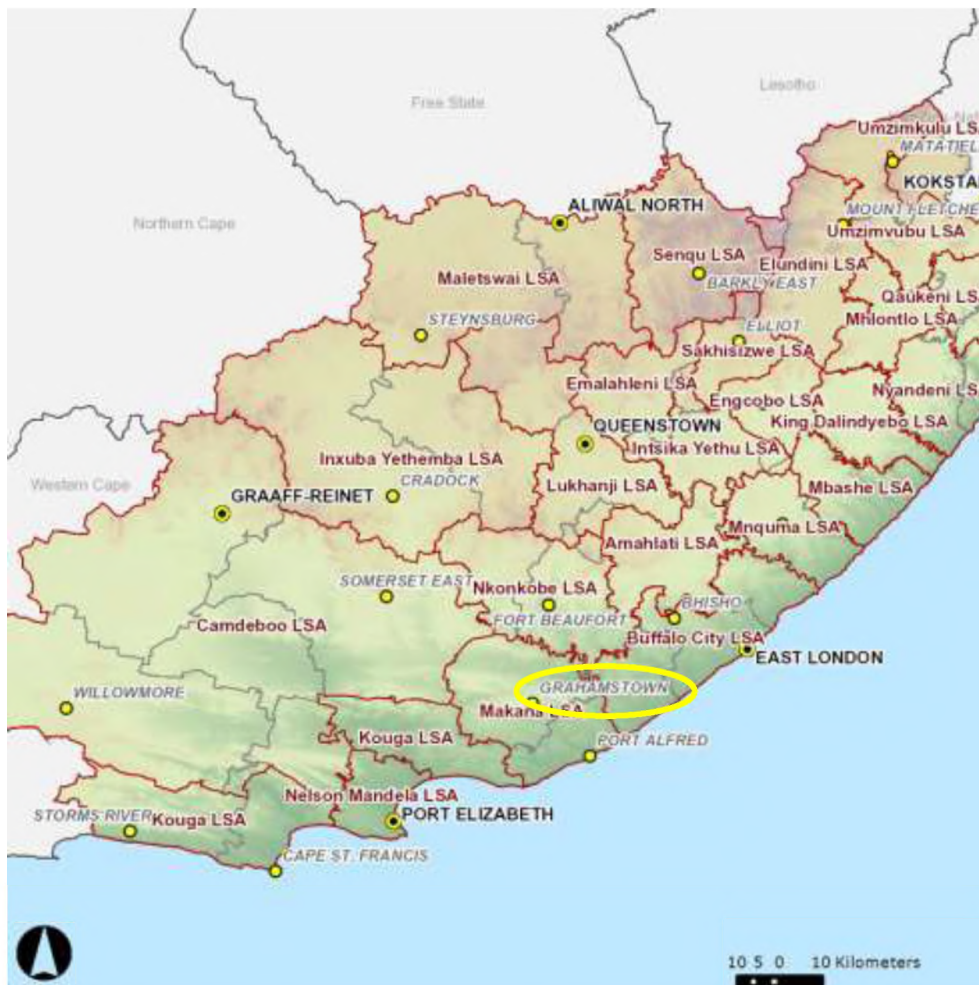 Lesotho
Free State
Umzimkulu LSA
MATATIEL
KOKSTA
ALIWAL NORTH
MOUNT FLETCHE
Northern Cape
Umzimvubu LSA
Senqu LSA
Elundini LSA
Maletswai LSA
BARKLY EAST
Qaukeni LSA
STEYNSBURG
ELLIOT
Mhlontlo LSA
Sakhisizwe LSA
Emalahleni LSA
Nyandeni LS
Engcobo LSA
QUEENSTOWN
King Dalindyebo LSA
Intsika Yethu LSA
Inxuba Yethemba LSA
Western Cape
CRADOCK
Lukhanji LSA
Mbashe LSA
GRAAFF-REINET
Mnquma LSA
Amahlati LSA
SOMERSET EAST
Nkonkobe LSA
BHISHO
FORT BEAUFORT
Camdeboo LSA
Buffalo City LSA
EAST LONDON
GRAHAMSTOWN
WILLOWMORE
Makana LSA
Kouga LSA
PORT ALFRED
Nelson Mandela LSA
STORMS RIVER
Kouga LSA
PORT ELIZABETH
CAPE ST. FRANCIS
10 5 0 10 Kilometers